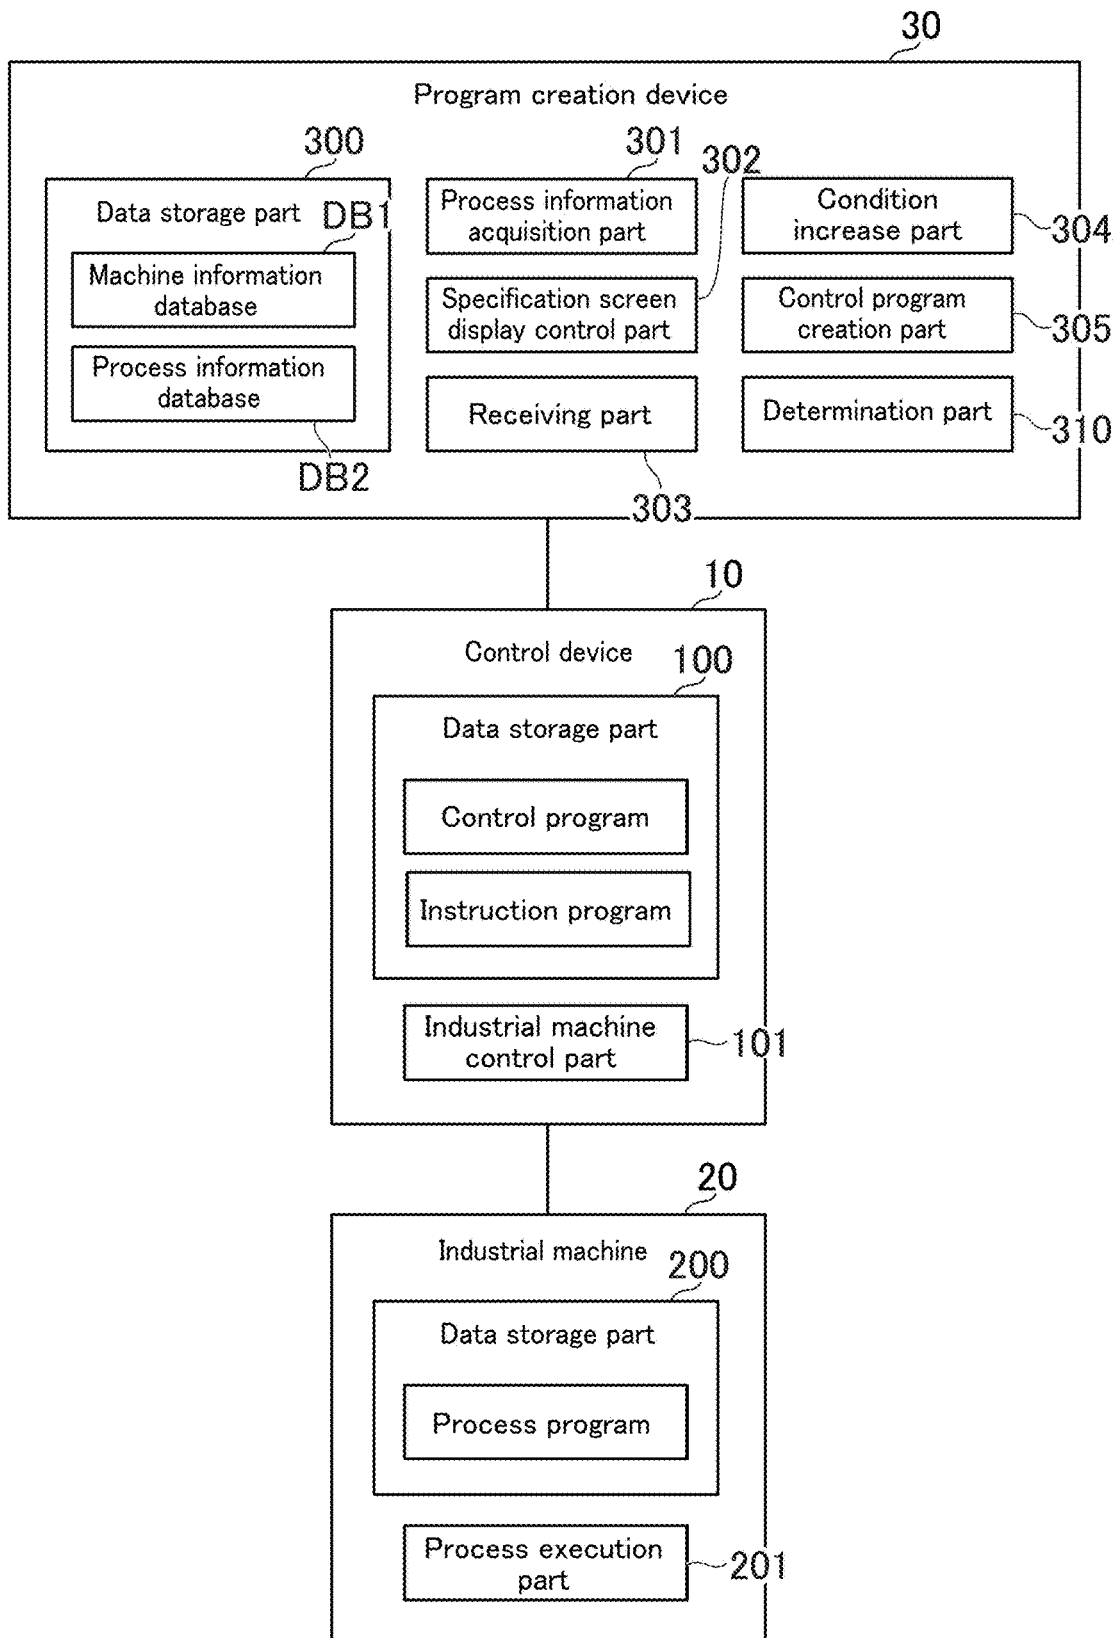 30
Program creation device
300
Data storage part
DB1
Machine information
database
Process information
database
DB2
301
Process information
acquisition part
302
Specification screen
display control part
Receiving part
303
Condition
increase part
304
Control program
creation part
305
Determination part
310
10
Control device
100
Data storage part
Control program
Instruction program
Industrial machine
control part
101
20
Industrial machine
200
Data storage part
Process program
Process execution
part
201